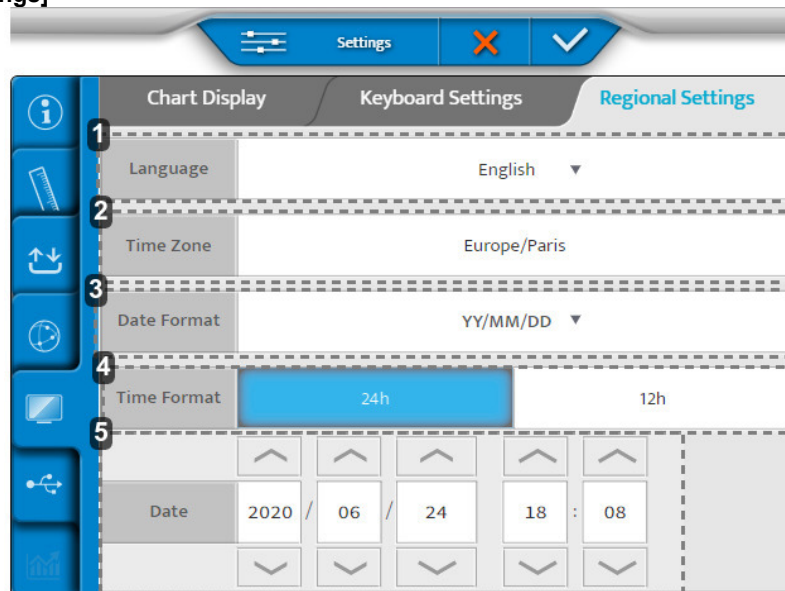 ngs]
Settings
Chart Display Keyboard Settings Regional Settings
1
Language English ▼
2
Time Zone Europe/Paris
3
Date Format YY/MM/DD ▼
4
Time Format 24h 12h
5
Date 2020 / 06 / 24 18 : 08